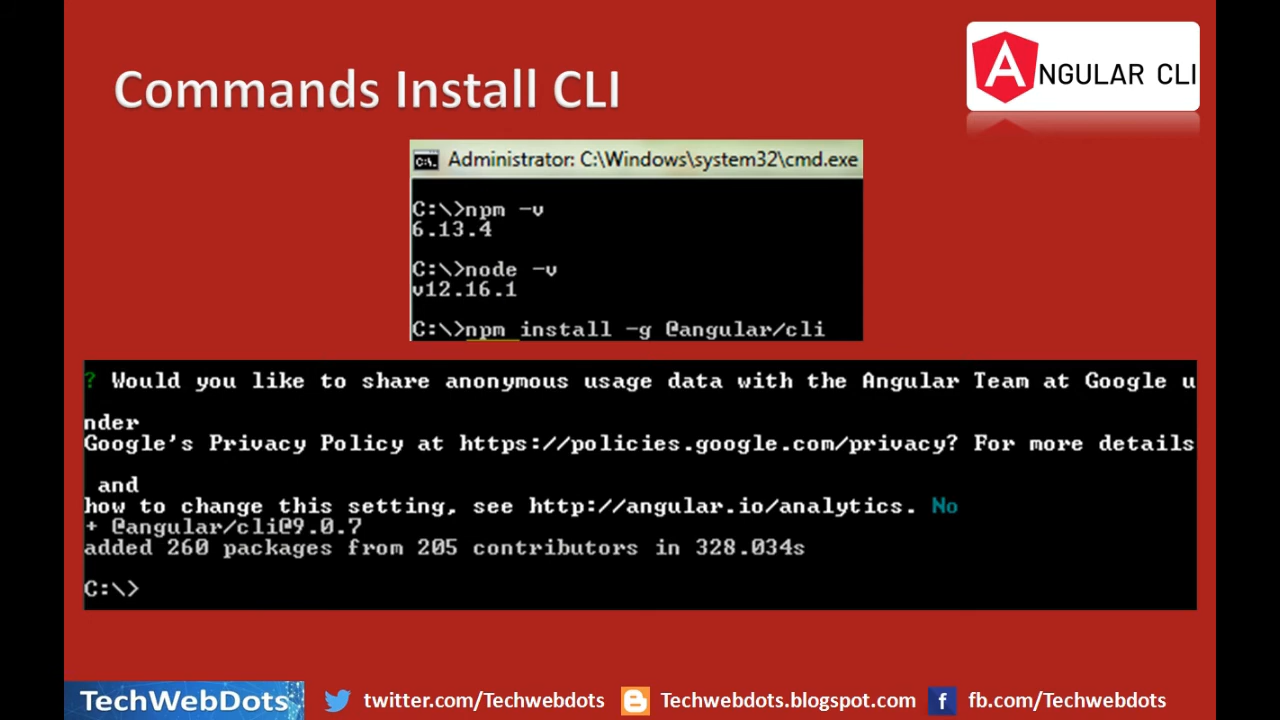 Commands Install CLI
ANGULAR CLI
C:\. Administrator: C:\Windows\system32\cmd.exe
C:\>npm -v
6.13.4
C:\>node -v
v12.16.1
C:\>npm install -g @angular/cli
? Would you like to share anonymous usage data with the Angular Team at Google u
nder
Google's Privacy Policy at https://policies.google.com/privacy? For more details
and
how to change this setting, see http://angular.io/analytics. No
+ @angular/cli@9.0.7
added 260 packages from 205 contributors in 328.034s
C:\>
TechWebDots twitter.com/Techwebdots Techwebdots.blogspot.com f fb.com/Techwebdots